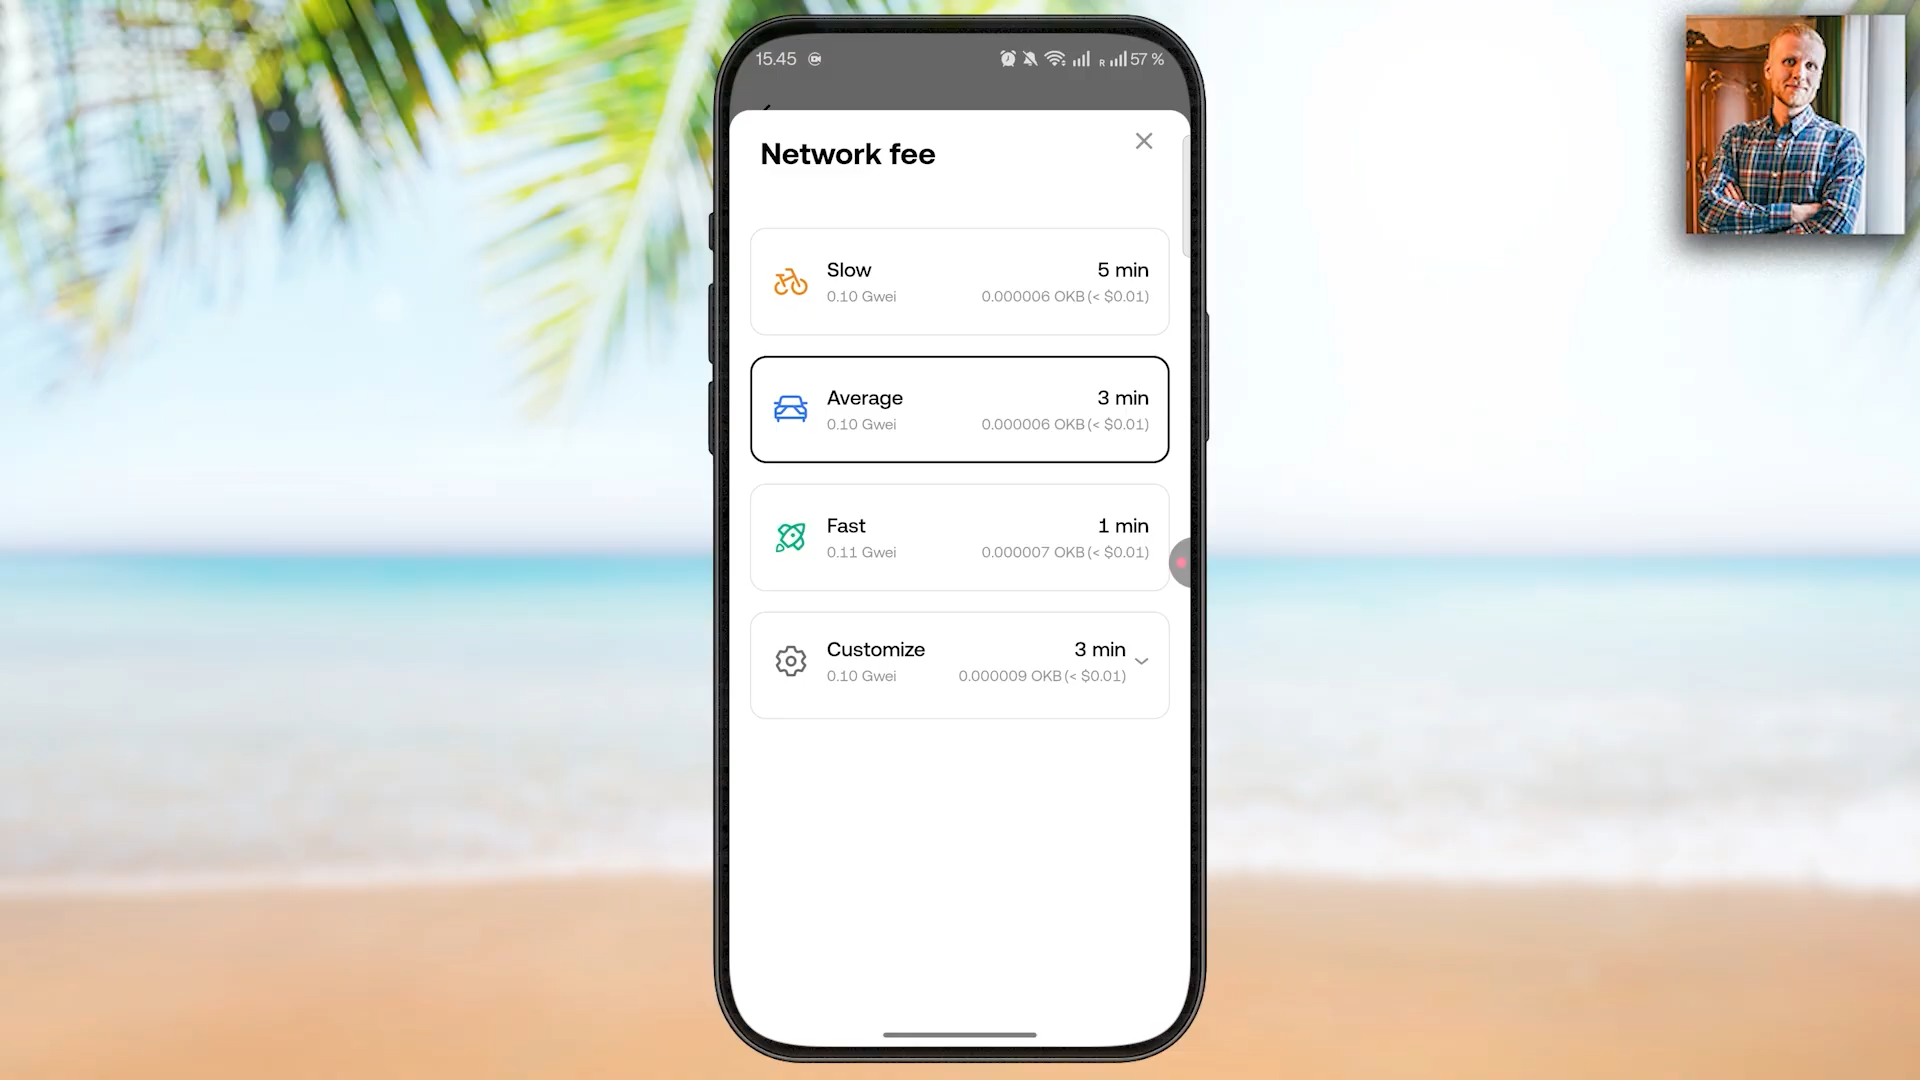 15.45
R 57 %
Network fee
Slow 5 min
0.10 Gwei 0.000006 OKB (< $0.01)
Average 3 min
0.10 Gwei 0.000006 OKB (< $0.01)
Fast 1 min
0.11 Gwei 0.000007 OKB (< $0.01)
Customize 3 min
0.10 Gwei 0.000009 OKB (< $0.01)